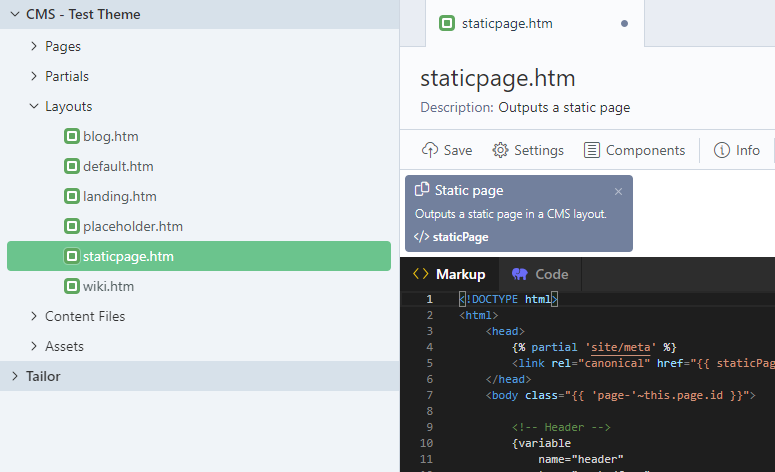 CMS - Test Theme
Pages
Partials
Layouts
blog.htm
default.htm
landing.htm
placeholder.htm
staticpage.htm
wiki.htm
Content Files
Assets
Tailor
staticpage.htm
staticpage.htm
Description: Outputs a static page
Save Settings Components Info
Static page ×
Outputs a static page in a CMS layout.
</> staticPage
<> Markup Code
1 <!DOCTYPE html>
2 <html>
3 <head>
4 {% partial 'site/meta' %}
5 <link rel="canonical" href="{{ staticPag
6 </head>
7 <body class="{{ 'page-'~this.page.id }}">
8
9 <!-- Header -->
10 {variable
11 name="header"